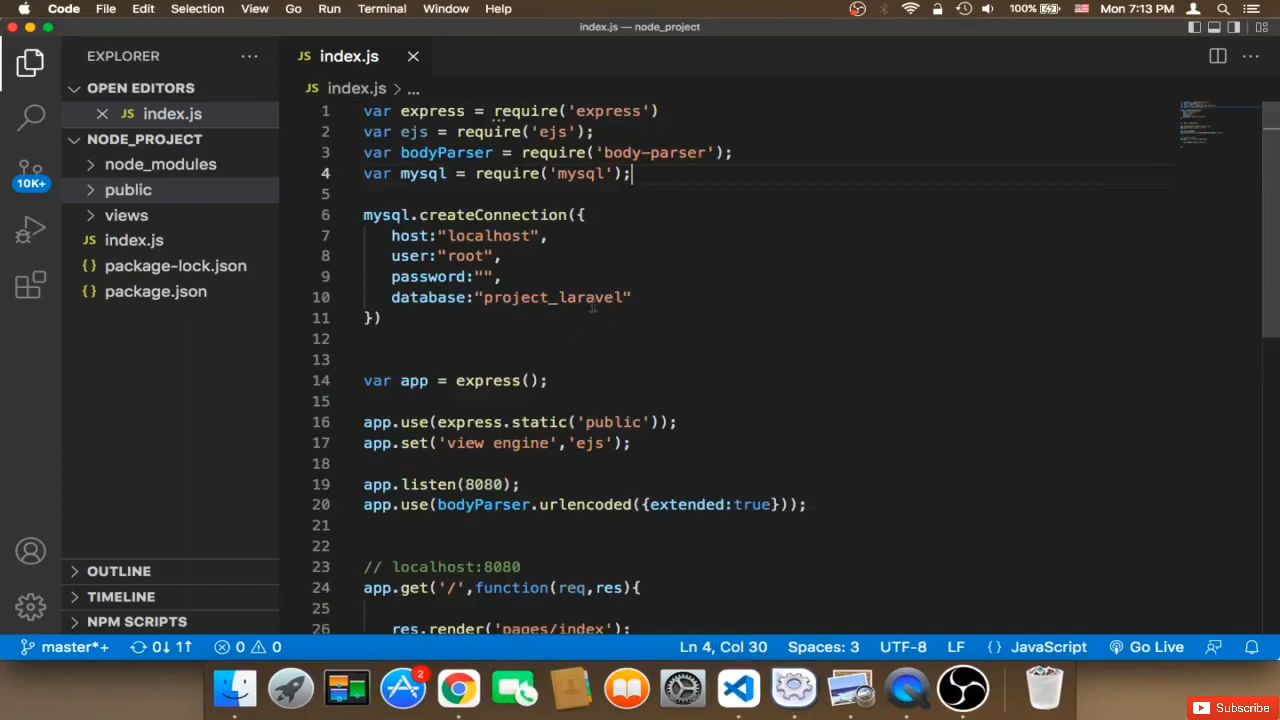 Code File Edit Selection View Go Run Terminal Window Help 100% Mon 7:13 PM
index.js — node_project
EXPLORER
OPEN EDITORS
JS index.js
NODE_PROJECT
node_modules
public
views
JS index.js
{} package-lock.json
{} package.json
OUTLINE
TIMELINE
NPM SCRIPTS
10K+
JS index.js
JS index.js > ...
1 var express = require('express')
2 var ejs = require('ejs');
3 var bodyParser = require('body-parser');
4 var mysql = require('mysql');
5
6 mysql.createConnection({
7 host:"localhost",
8 user:"root",
9 password:"",
10 database:"project_laravel"
11 })
12
13
14 var app = express();
15
16 app.use(express.static('public'));
17 app.set('view engine','ejs');
18
19 app.listen(8080);
20 app.use(bodyParser.urlencoded({extended:true}));
21
22
23 // localhost:8080
24 app.get('/',function(req,res){
25
26 res.render('pages/index');
master*+ 0↓ 1↑ 0 0 Ln 4, Col 30 Spaces: 3 UTF-8 LF {} JavaScript Go Live
2
Subscribe